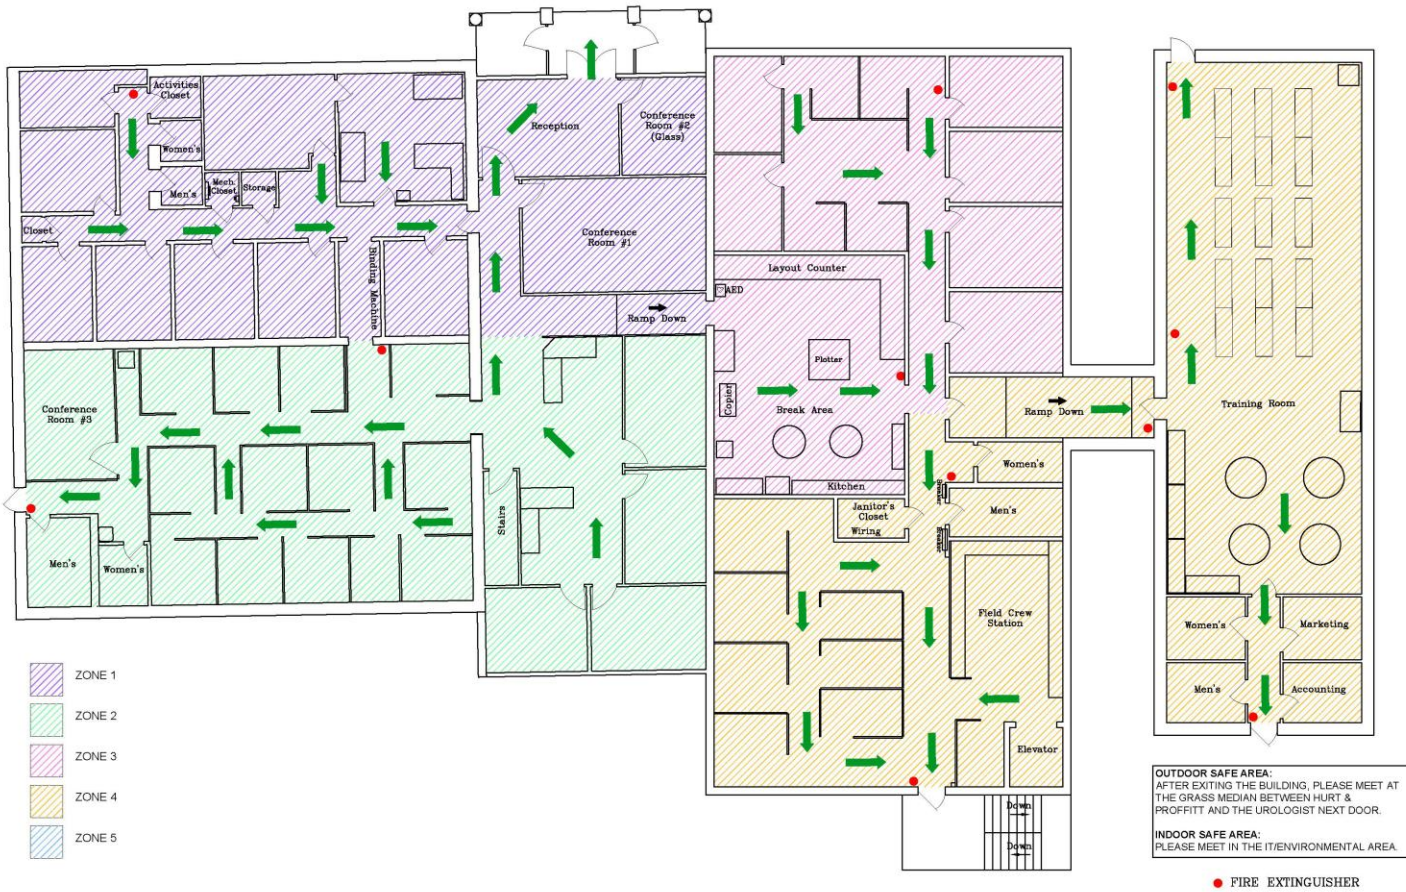 Activities
Closet
Women's
Men's
Mech.
Closet
Storage
Closet
Binding Machine
Reception
Conference
Room #2
(Glass)
Conference
Room #1
Ramp Down
Layout Counter
AED
Plotter
Copier
Break Area
Kitchen
Ramp Down
Training Room
Conference
Room #3
Men's
Women's
Stairs
Women's
Men's
Janitor's
Closet
Wiring
Breaker
Breaker
Field Crew
Station
Elevator
Down
Down
Women's
Marketing
Men's
Accounting
ZONE 1
ZONE 2
ZONE 3
ZONE 4
ZONE 5
OUTDOOR SAFE AREA:
AFTER EXITING THE BUILDING, PLEASE MEET AT
THE GRASS MEDIAN BETWEEN HURT &
PROFFITT AND THE UROLOGIST NEXT DOOR.
INDOOR SAFE AREA:
PLEASE MEET IN THE IT/ENVIRONMENTAL AREA.
FIRE EXTINGUISHER